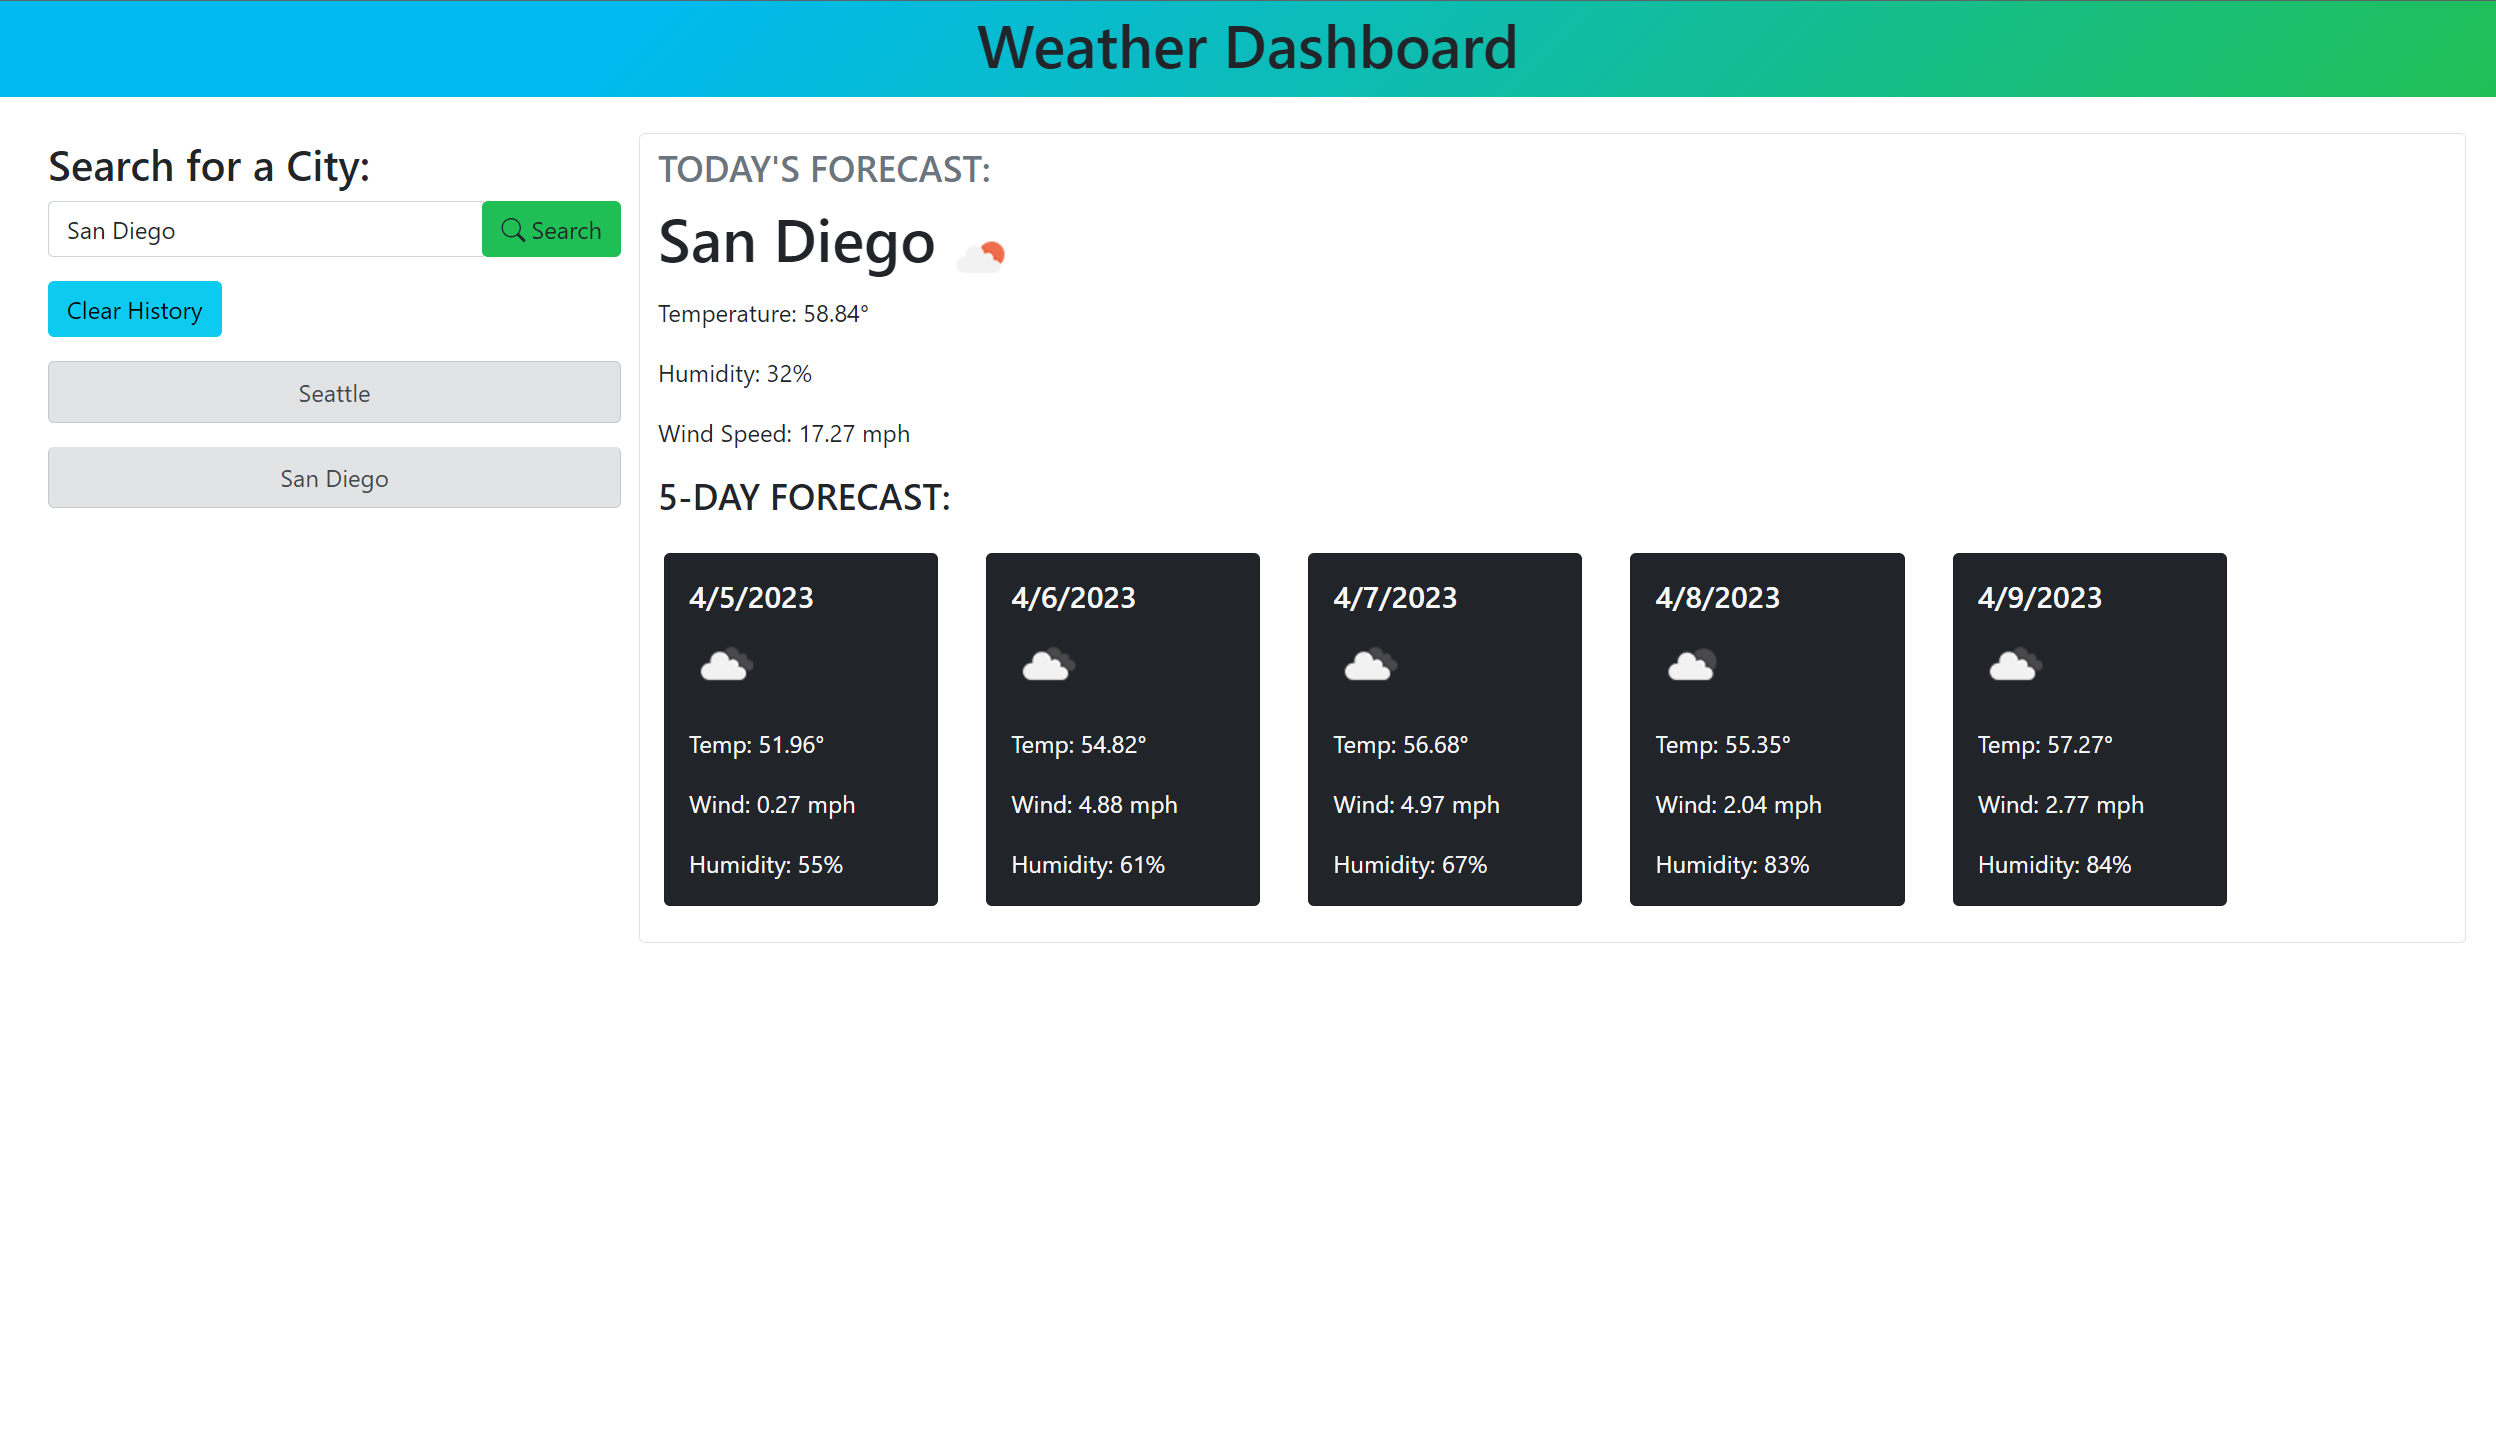 Weather Dashboard
Search for a City:
San Diego
Search
Clear History
Seattle
San Diego
TODAY'S FORECAST:
San Diego
Temperature: 58.84°
Humidity: 32%
Wind Speed: 17.27 mph
5-DAY FORECAST:
4/5/2023
Temp: 51.96°
Wind: 0.27 mph
Humidity: 55%
4/6/2023
Temp: 54.82°
Wind: 4.88 mph
Humidity: 61%
4/7/2023
Temp: 56.68°
Wind: 4.97 mph
Humidity: 67%
4/8/2023
Temp: 55.35°
Wind: 2.04 mph
Humidity: 83%
4/9/2023
Temp: 57.27°
Wind: 2.77 mph
Humidity: 84%